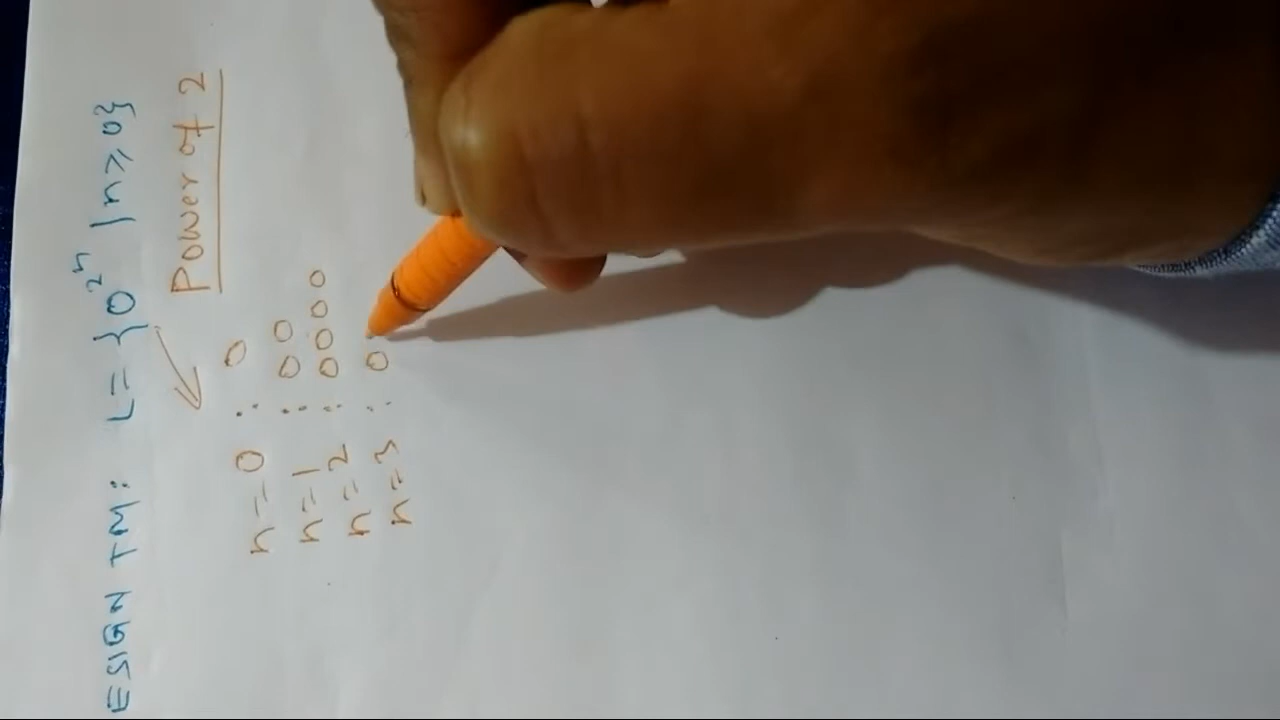 ESIGN TM: L = {0^2^n | n ≥ 0}
Power of 2
n = 0 : 0
n = 1 : 00
n = 2 : 0000
n = 3 : 0